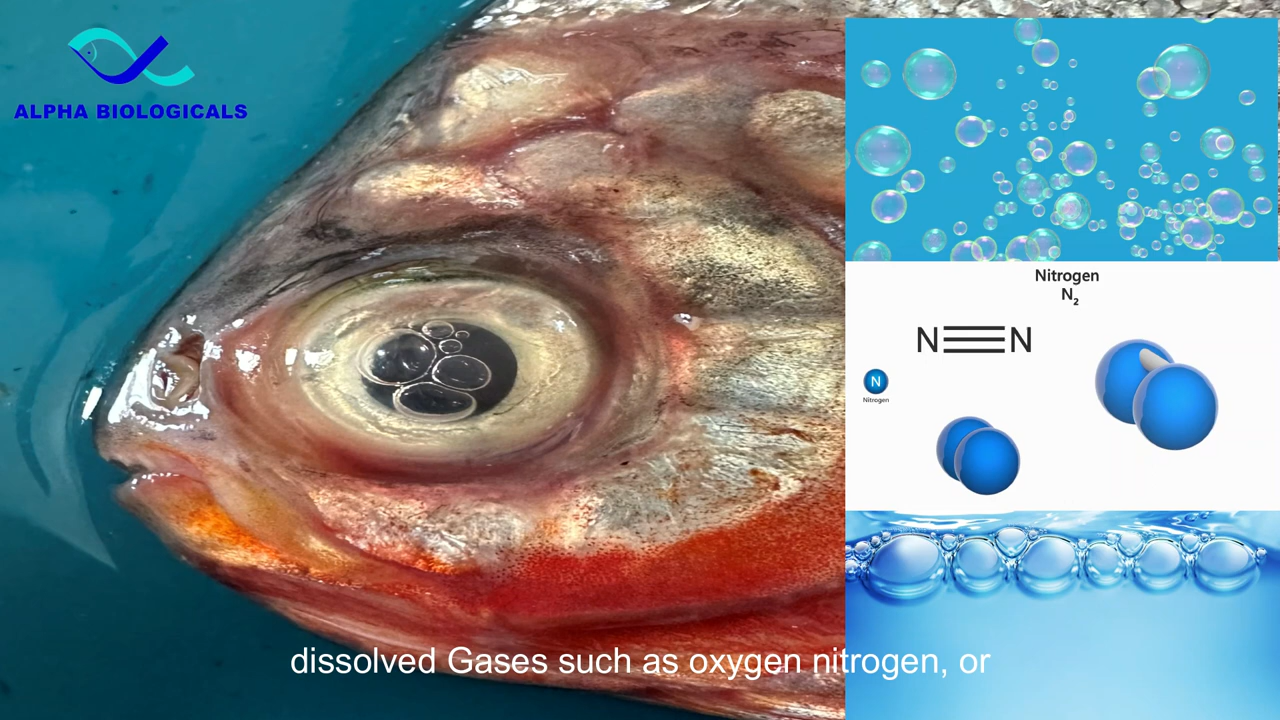 ALPHA BIOLOGICALS
Nitrogen
N₂
N≡N
N
Nitrogen
dissolved Gases such as oxygen nitrogen, or